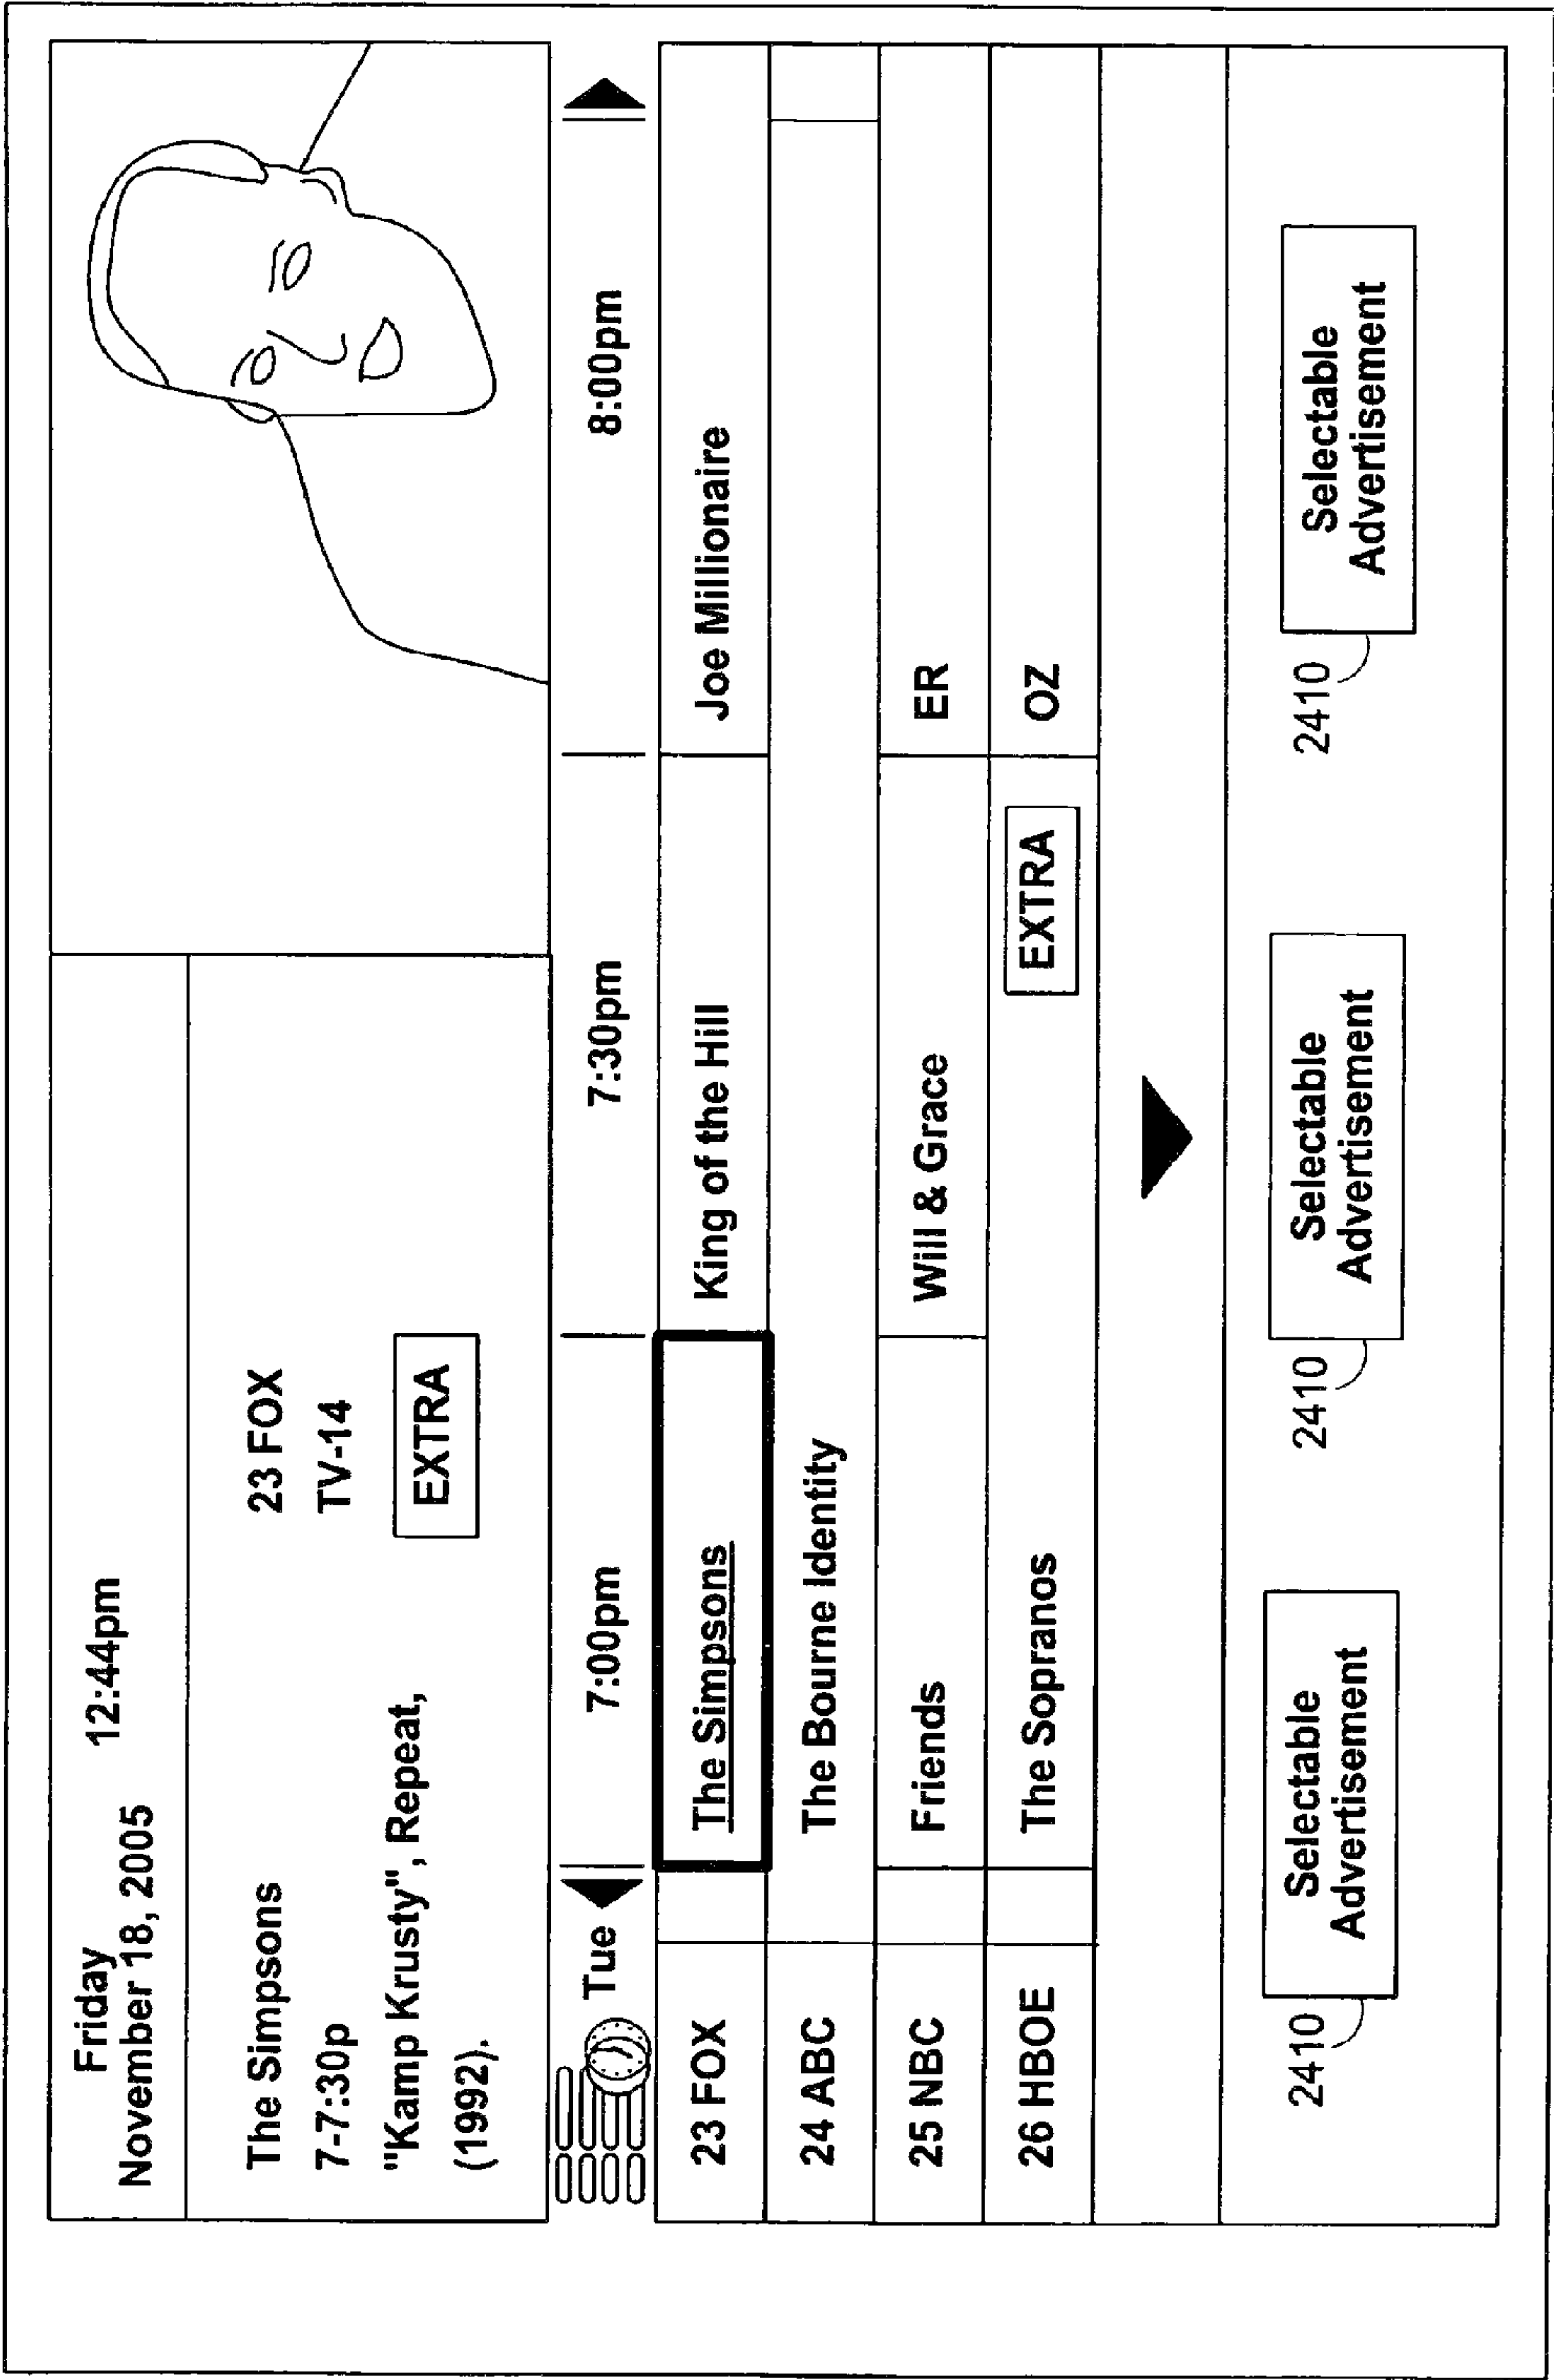 Friday 12:44pm
November 18, 2005
The Simpsons 23 FOX
7-7:30p TV-14
"Kamp Krusty", Repeat, EXTRA
(1992).
Tue 7:00pm 7:30pm 8:00pm
23 FOX The Simpsons King of the Hill Joe Millionaire
24 ABC The Bourne Identity
25 NBC Friends Will & Grace ER
26 HBOE The Sopranos EXTRA OZ
Selectable
Advertisement
2410
Selectable
Advertisement
2410
Selectable
Advertisement
2410